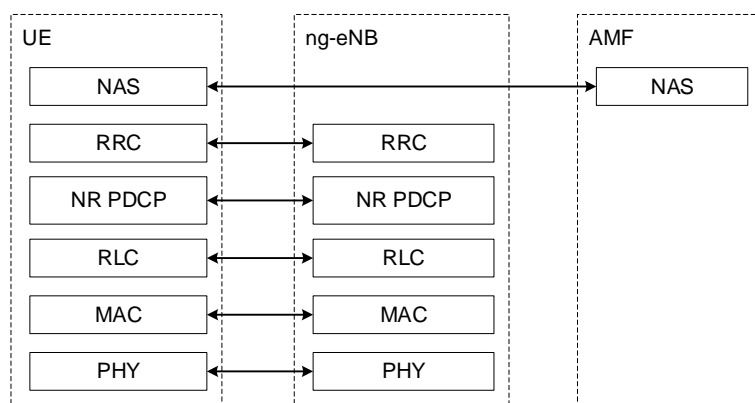 UE
ng-eNB
AMF
NAS
NAS
RRC
RRC
NR PDCP
NR PDCP
RLC
RLC
MAC
MAC
PHY
PHY